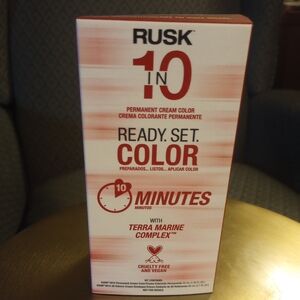 RUSK
10
IN
PERMANENT CREAM COLOR
CREMA COLORANTE PERMANENTE
READY. SET.
COLOR
PREPARADOS... LISTOS... APLICAR COLOR
10 MINUTES
MINUTOS
WITH
TERRA MARINE
COMPLEX™
CRUELTY FREE
AND VEGAN